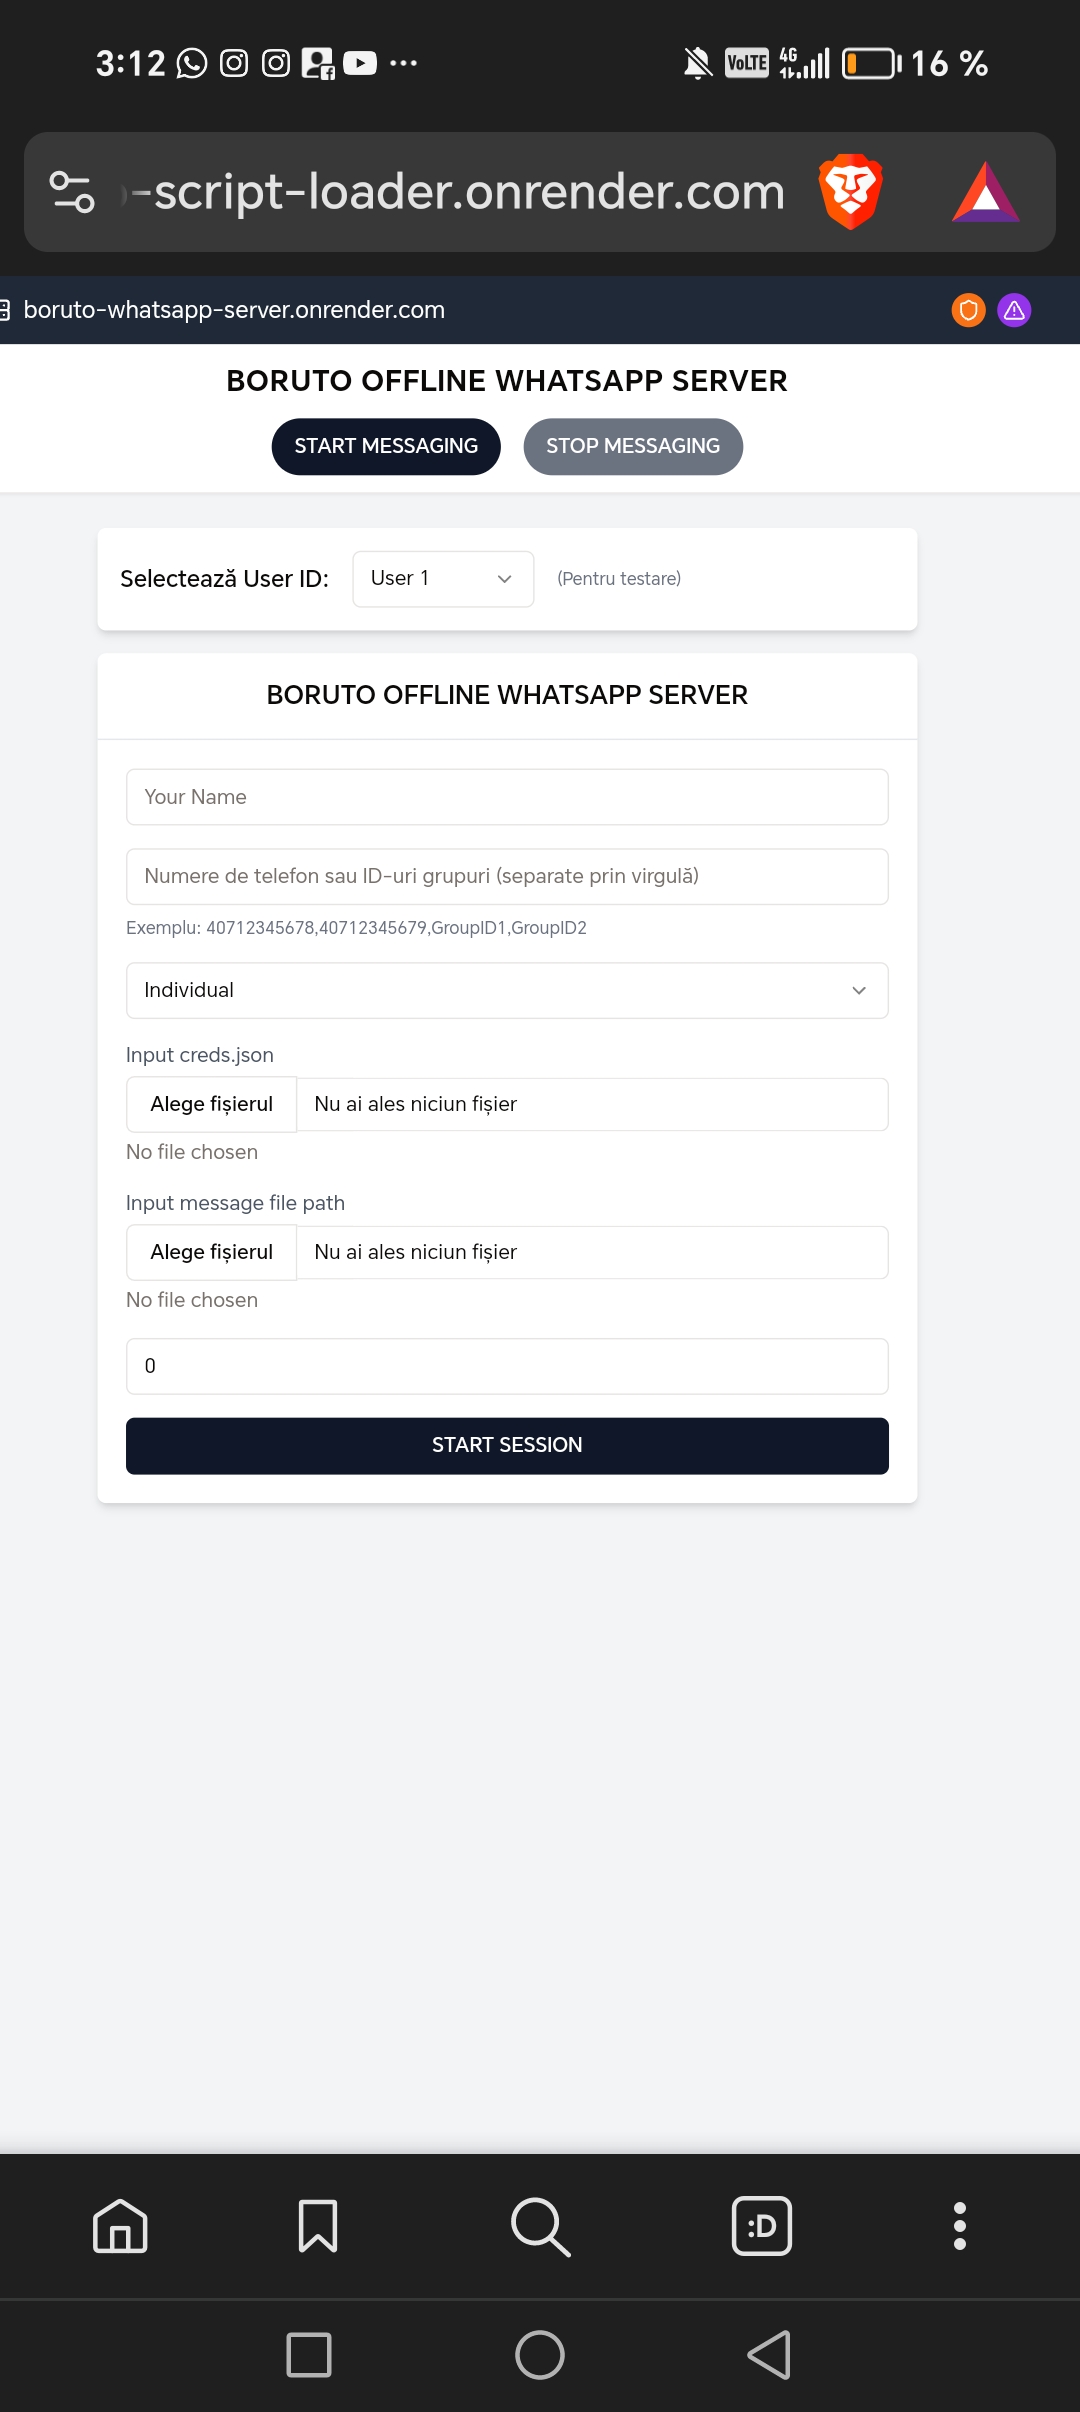 3:12
VoLTE
4G
16 %
-script-loader.onrender.com
boruto-whatsapp-server.onrender.com
BORUTO OFFLINE WHATSAPP SERVER
START MESSAGING
STOP MESSAGING
Selectează User ID:
User 1
(Pentru testare)
BORUTO OFFLINE WHATSAPP SERVER
Your Name
Numere de telefon sau ID-uri grupuri (separate prin virgulă)
Exemplu: 40712345678,40712345679,GroupID1,GroupID2
Individual
Input creds.json
Alege fișierul
Nu ai ales niciun fișier
No file chosen
Input message file path
Alege fișierul
Nu ai ales niciun fișier
No file chosen
0
START SESSION
:D